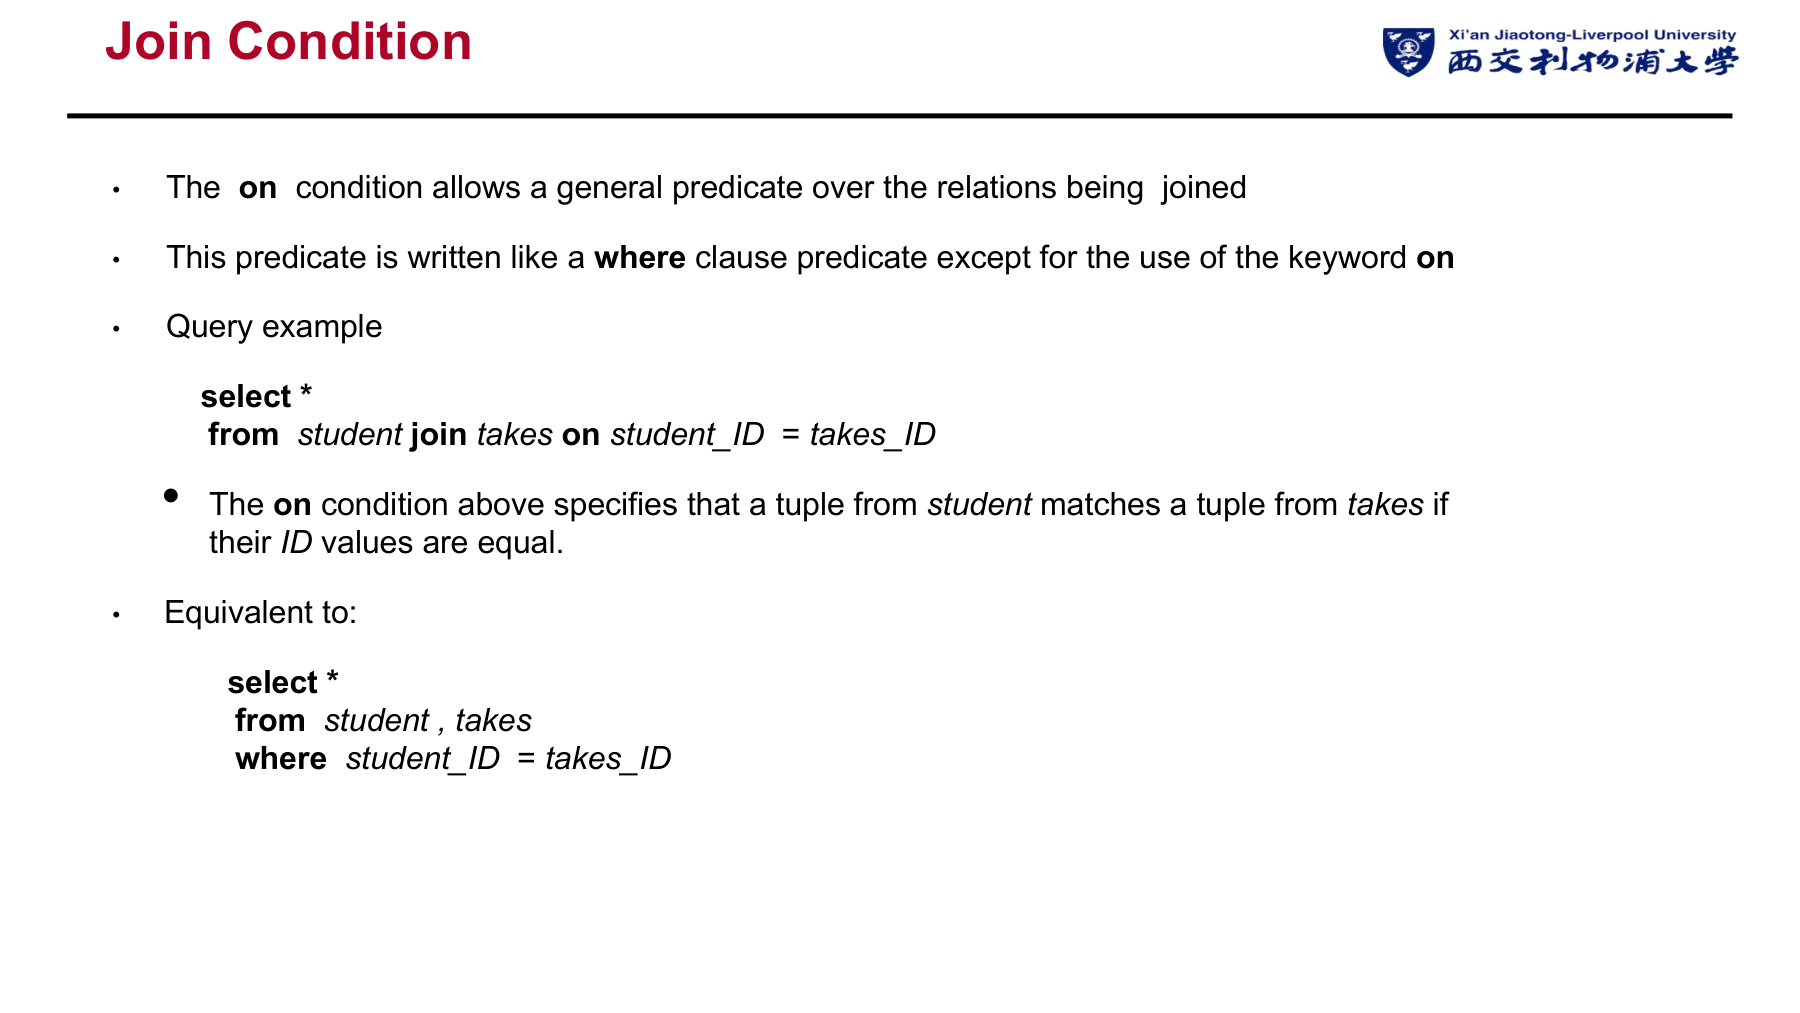 Join Condition
Xi'an Jiaotong-Liverpool University
西交利物浦大學
• The on condition allows a general predicate over the relations being joined
• This predicate is written like a where clause predicate except for the use of the keyword on
• Query example
select *
from student join takes on student_ID = takes_ID
• The on condition above specifies that a tuple from student matches a tuple from takes if
their ID values are equal.
• Equivalent to:
select *
from student , takes
where student_ID = takes_ID